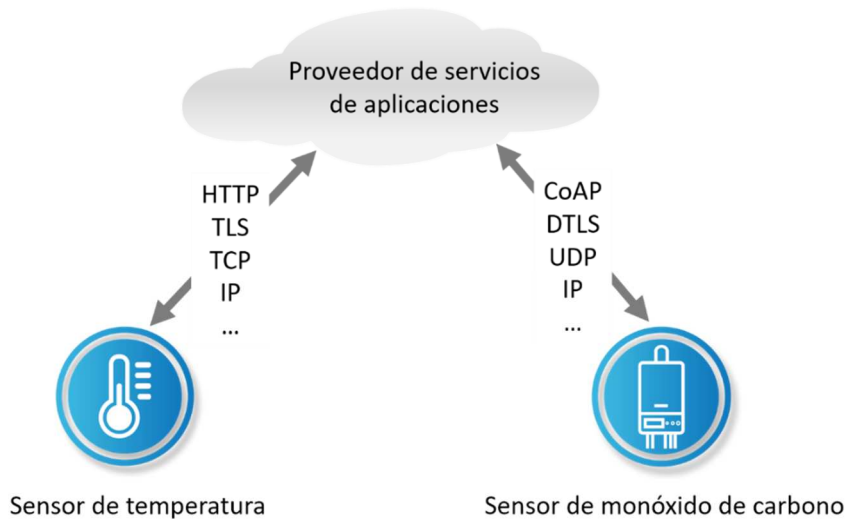 Proveedor de servicios
de aplicaciones
HTTP
TLS
TCP
IP
...
CoAP
DTLS
UDP
IP
...
Sensor de temperatura
Sensor de monóxido de carbono